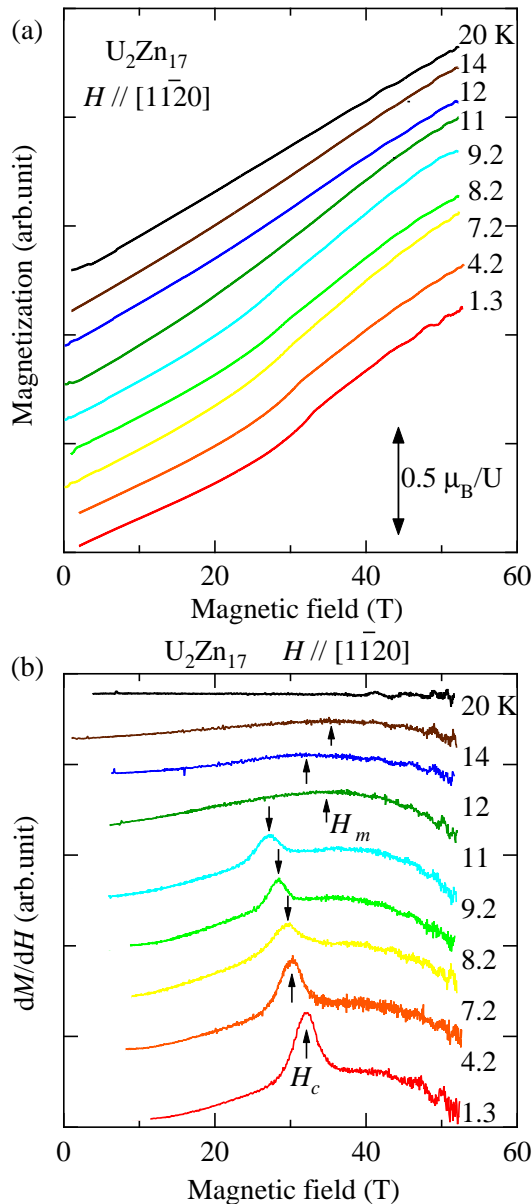 (a)
U₂Zn₁₇
H // [11̅20]
20 K
14
12
11
9.2
8.2
7.2
4.2
1.3
0.5 μB/U
Magnetization (arb.unit)
0 20 40 60
Magnetic field (T)
(b) U₂Zn₁₇ H // [11̅20]
20 K
14
12
Hm
11
9.2
8.2
7.2
4.2
Hc
1.3
dM/dH (arb.unit)
0 20 40 60
Magnetic field (T)